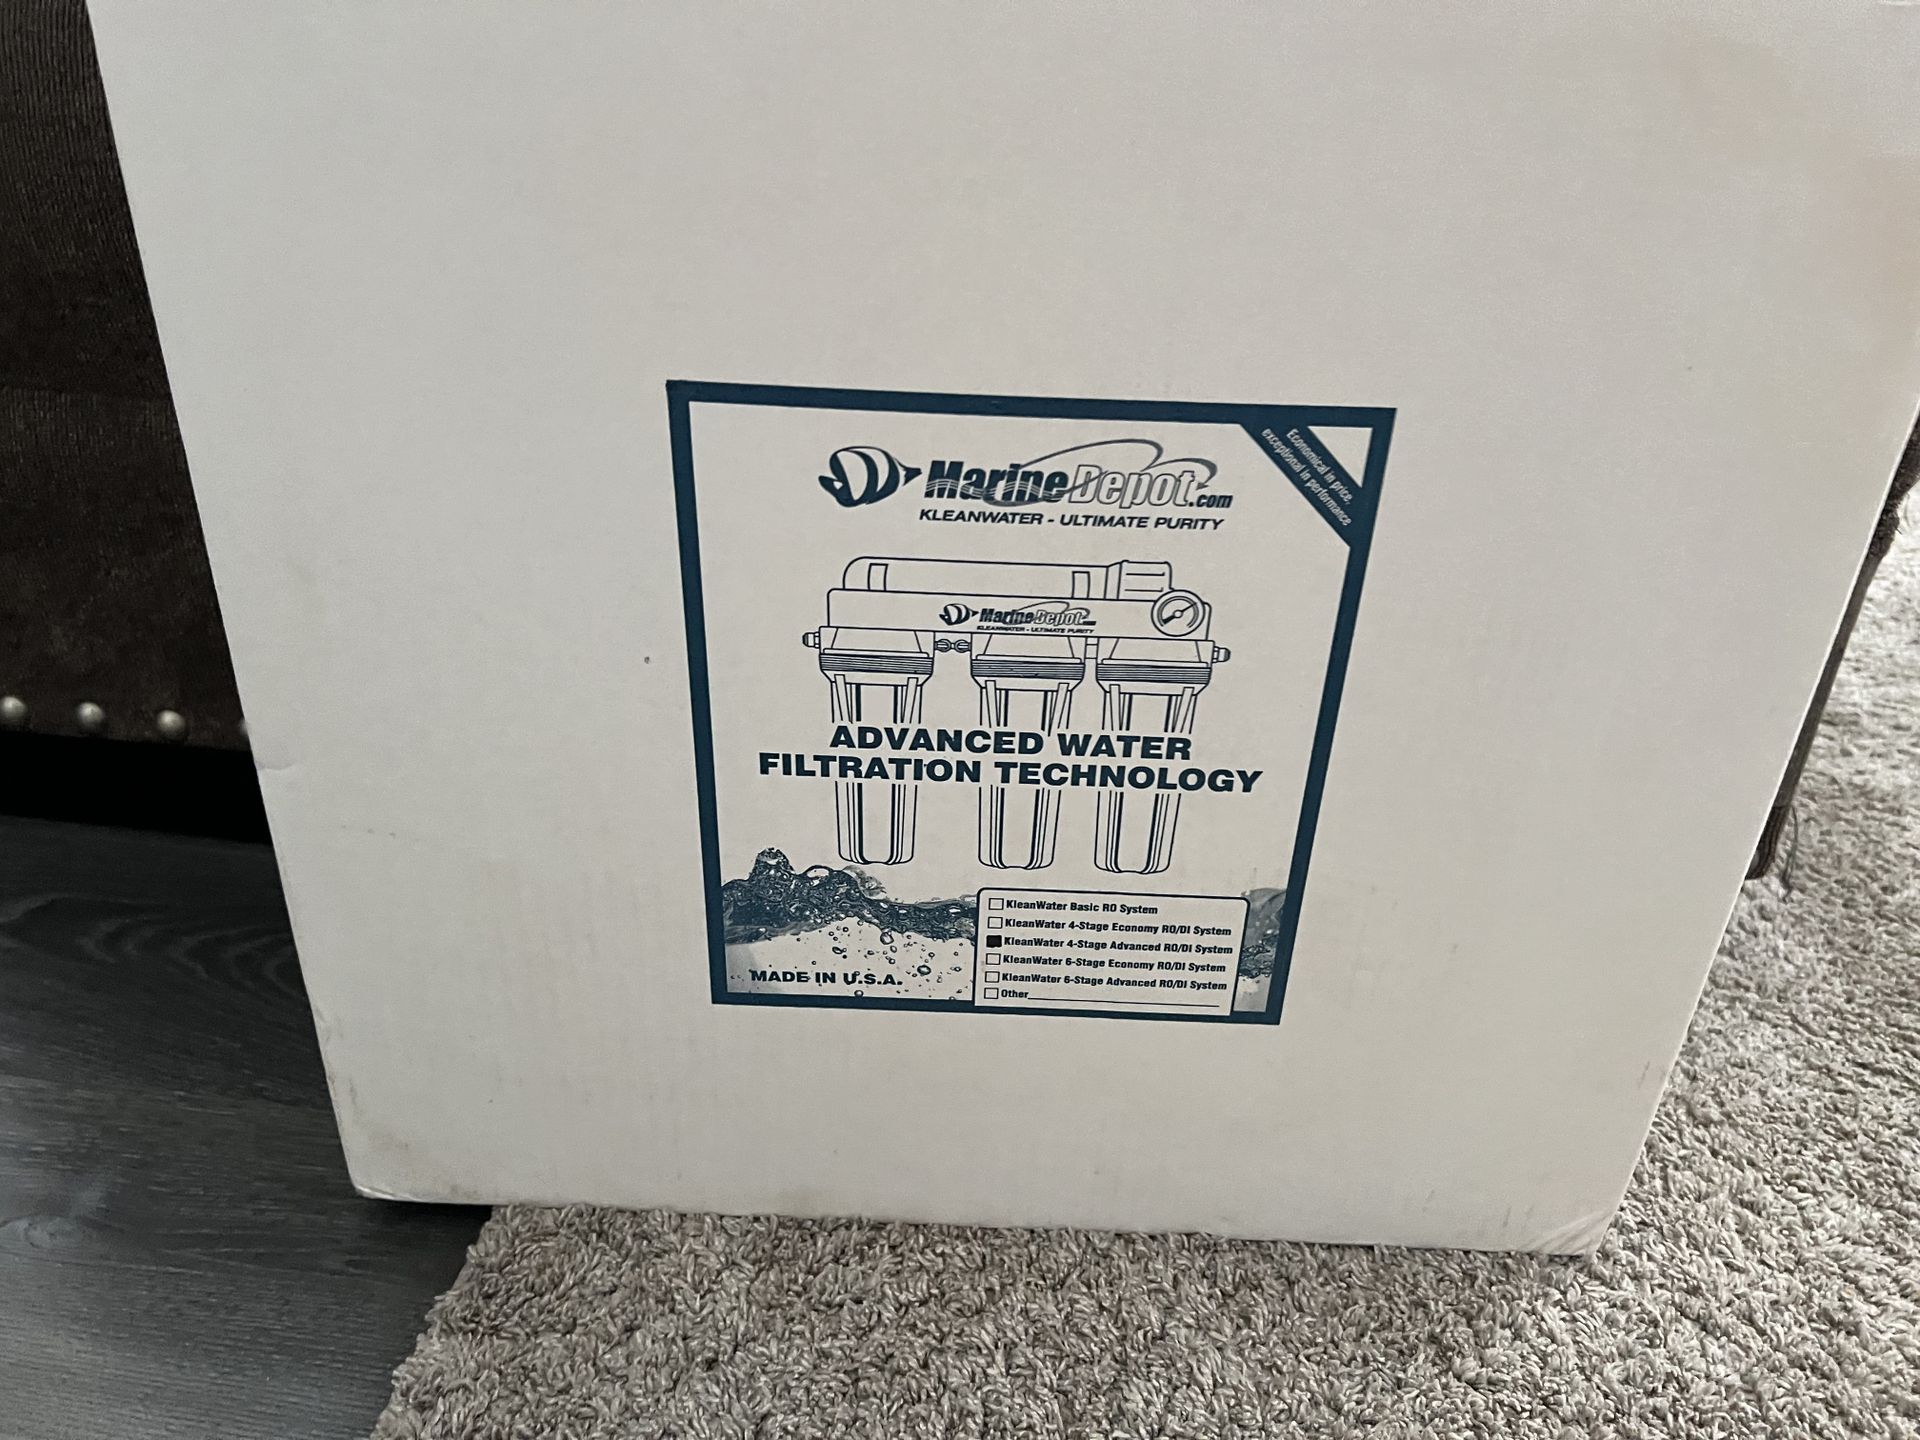 MarineDepot.com
KLEANWATER - ULTIMATE PURITY
Economical in price,
exceptional in performance
MarineDepot.com
KLEANWATER - ULTIMATE PURITY
ADVANCED WATER
FILTRATION TECHNOLOGY
KleanWater Basic RO System
KleanWater 4-Stage Economy RO/DI System
KleanWater 4-Stage Advanced RO/DI System
KleanWater 6-Stage Economy RO/DI System
KleanWater 6-Stage Advanced RO/DI System
Other
MADE IN U.S.A.